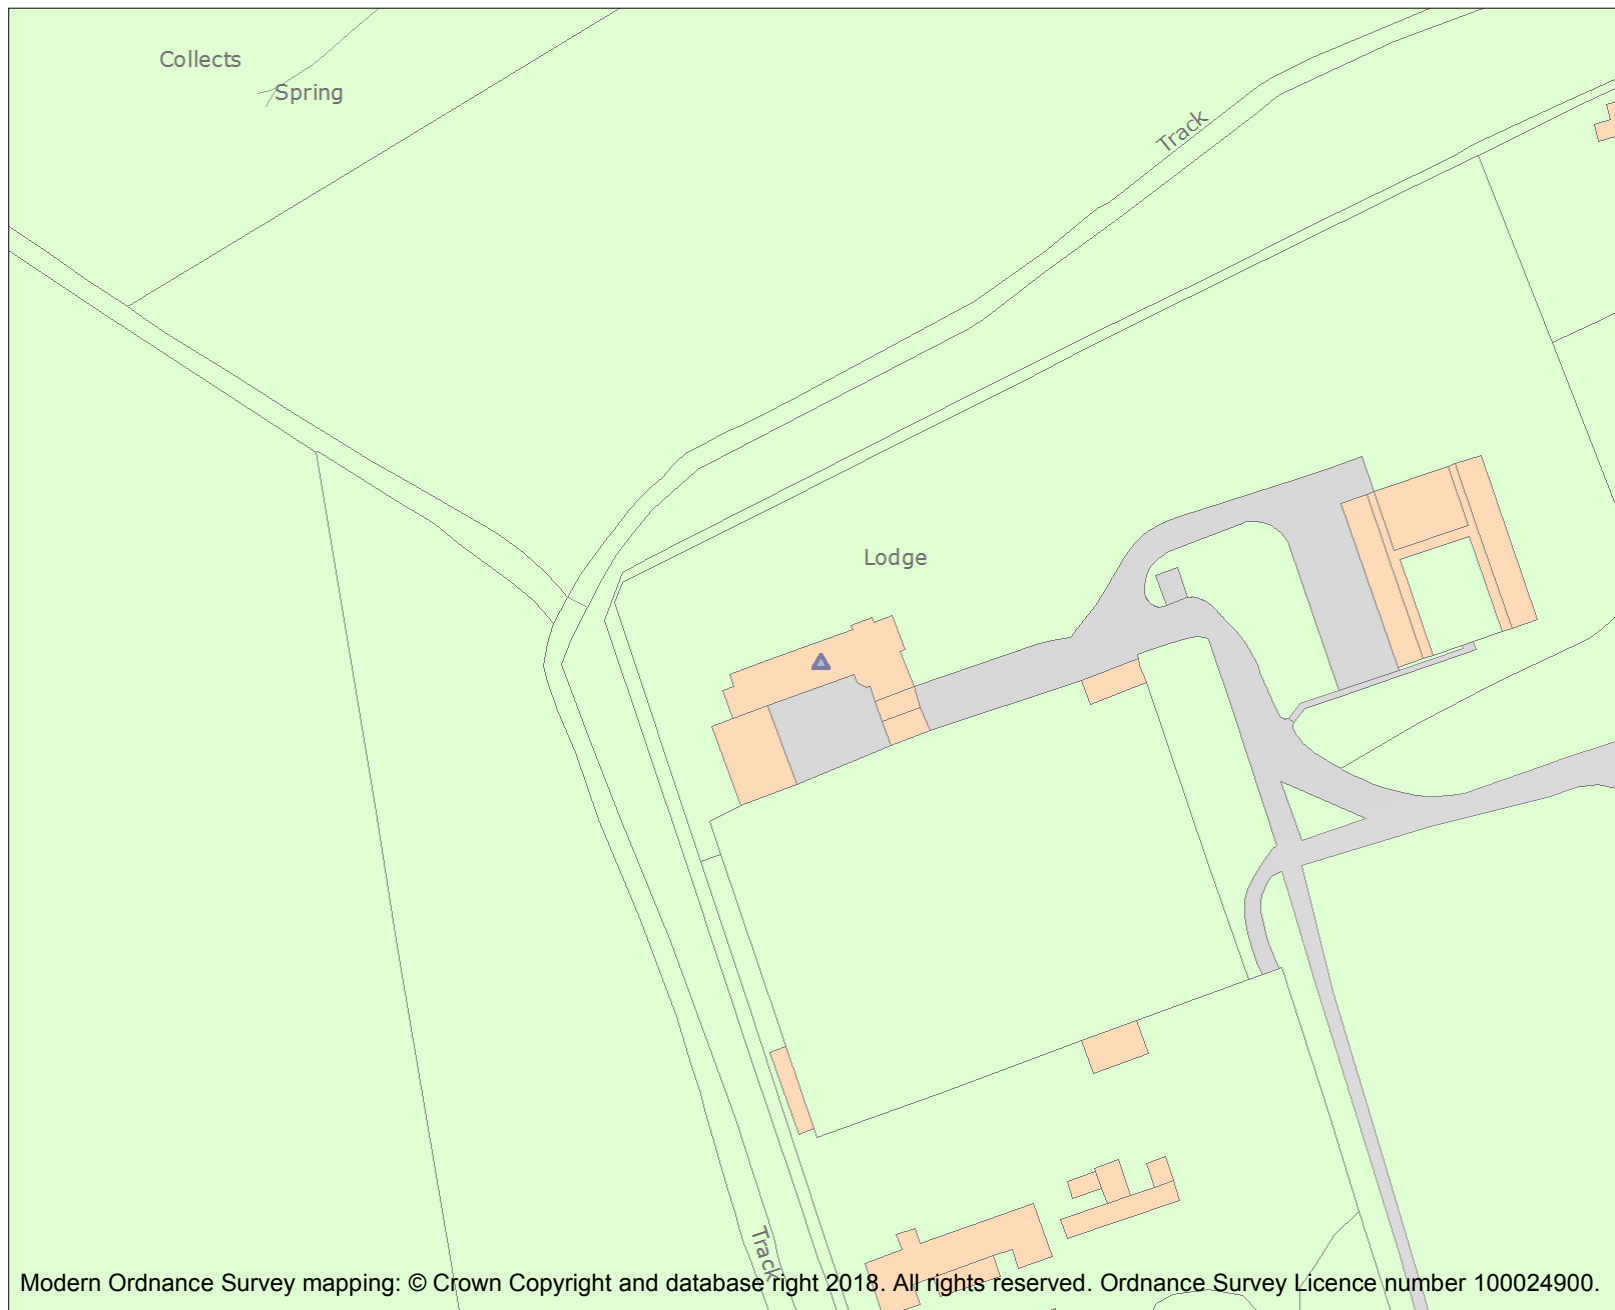 Collects
Spring
Track
Lodge
Track
Modern Ordnance Survey mapping: © Crown Copyright and database right 2018. All rights reserved. Ordnance Survey Licence number 100024900.